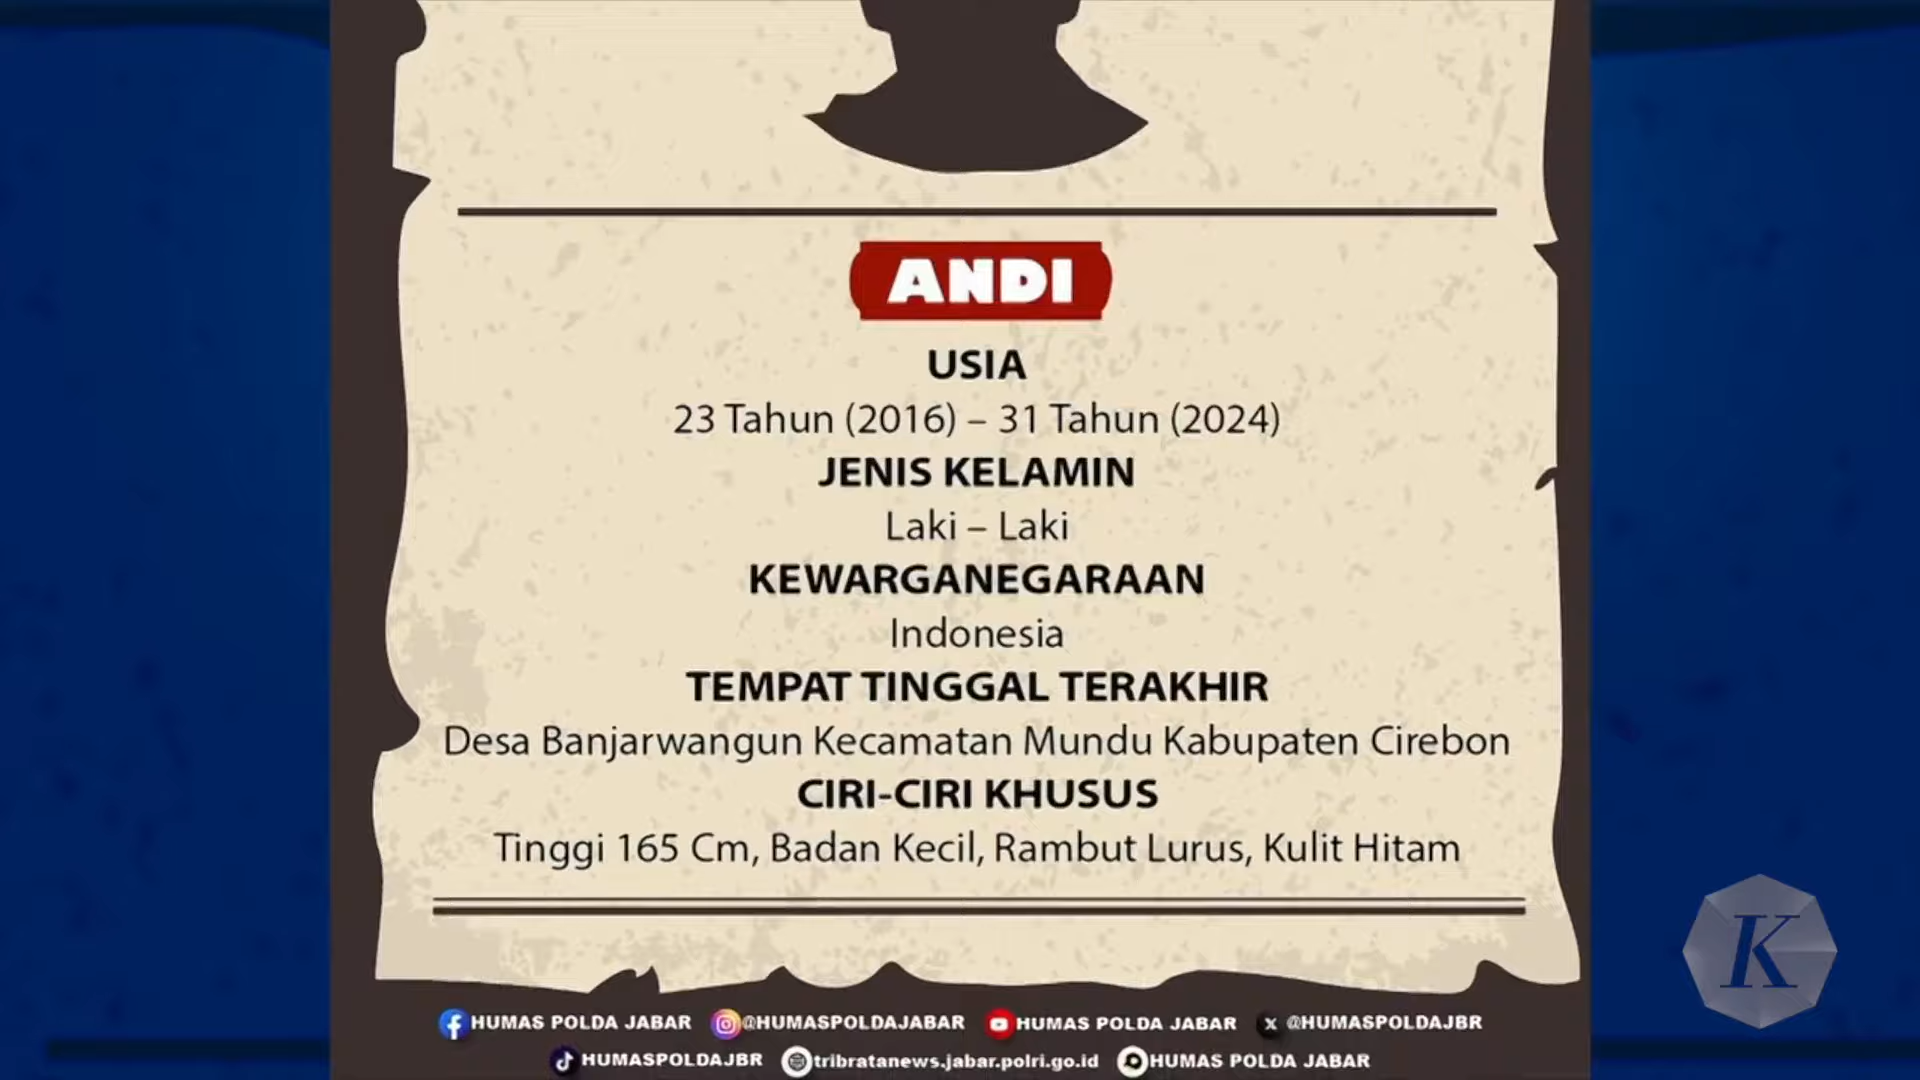 ANDI
USIA
23 Tahun (2016) – 31 Tahun (2024)
JENIS KELAMIN
Laki – Laki
KEWARGANEGARAAN
Indonesia
TEMPAT TINGGAL TERAKHIR
Desa Banjarwangun Kecamatan Mundu Kabupaten Cirebon
CIRI-CIRI KHUSUS
Tinggi 165 Cm, Badan Kecil, Rambut Lurus, Kulit Hitam
HUMAS POLDA JABAR @HUMASPOLDAJABAR HUMAS POLDA JABAR @HUMASPOLDAJBR
HUMASPOLDAJBR tribratanews.jabar.polri.go.id HUMAS POLDA JABAR
K